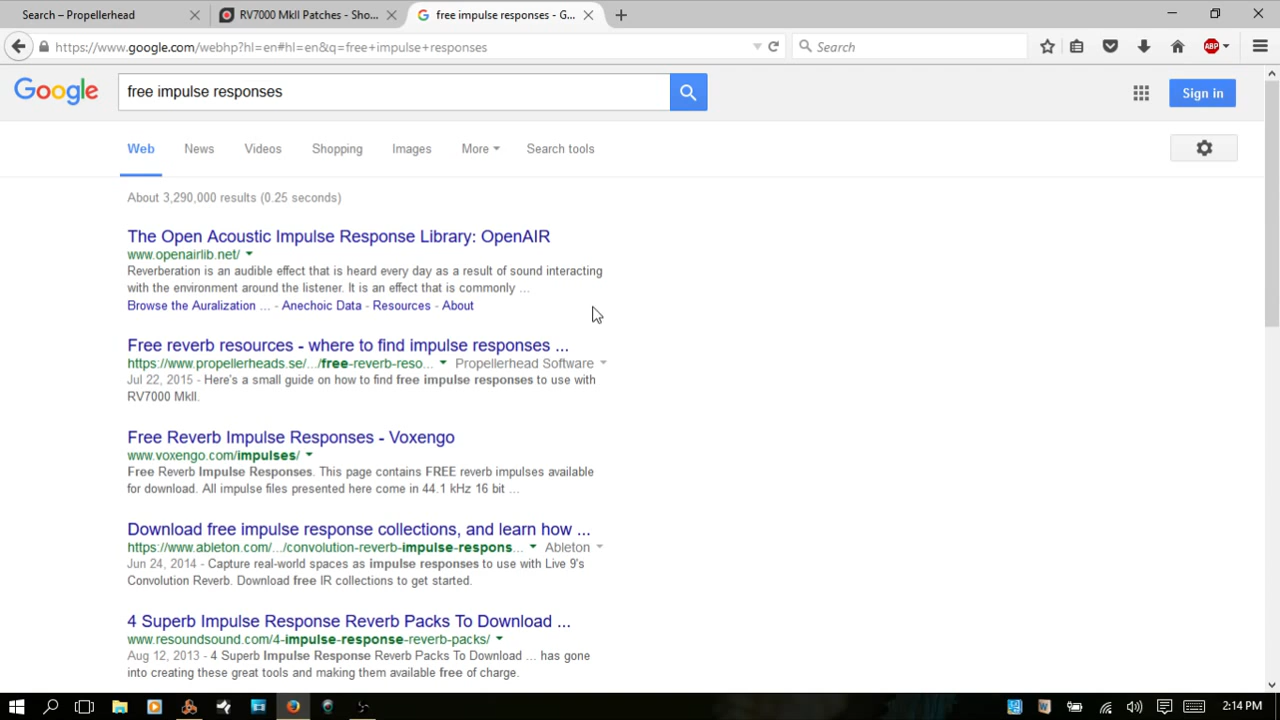 Search – Propellerhead
RV7000 MkII Patches - Sho...
free impulse responses - G...
https://www.google.com/webhp?hl=en#hl=en&q=free+impulse+responses
Search
ABP
Google
free impulse responses
Sign in
Web
News
Videos
Shopping
Images
More
Search tools
About 3,290,000 results (0.25 seconds)
The Open Acoustic Impulse Response Library: OpenAIR
www.openairlib.net/
Reverberation is an audible effect that is heard every day as a result of sound interacting
with the environment around the listener. It is an effect that is commonly ...
Browse the Auralization ... - Anechoic Data - Resources - About
Free reverb resources - where to find impulse responses ...
https://www.propellerheads.se/.../free-reverb-reso... Propellerhead Software
Jul 22, 2015 - Here's a small guide on how to find free impulse responses to use with
RV7000 MkII.
Free Reverb Impulse Responses - Voxengo
www.voxengo.com/impulses/
Free Reverb Impulse Responses. This page contains FREE reverb impulses available
for download. All impulse files presented here come in 44.1 kHz 16 bit ...
Download free impulse response collections, and learn how ...
https://www.ableton.com/.../convolution-reverb-impulse-respons... Ableton
Jun 24, 2014 - Capture real-world spaces as impulse responses to use with Live 9's
Convolution Reverb. Download free IR collections to get started.
4 Superb Impulse Response Reverb Packs To Download ...
www.resoundsound.com/4-impulse-response-reverb-packs/
Aug 12, 2013 - 4 Superb Impulse Response Reverb Packs To Download ... has gone
into creating these great tools and making them available free of charge.
2:14 PM